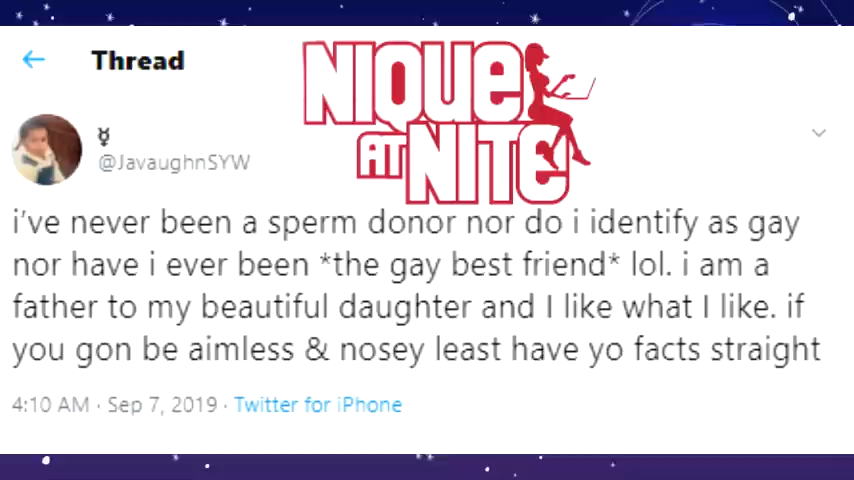 Thread
NIQUE
AT NITE
☿
@JavaughnSYW
i've never been a sperm donor nor do i identify as gay
nor have i ever been *the gay best friend* lol. i am a
father to my beautiful daughter and I like what I like. if
you gon be aimless & nosey least have yo facts straight
4:10 AM · Sep 7, 2019 · Twitter for iPhone